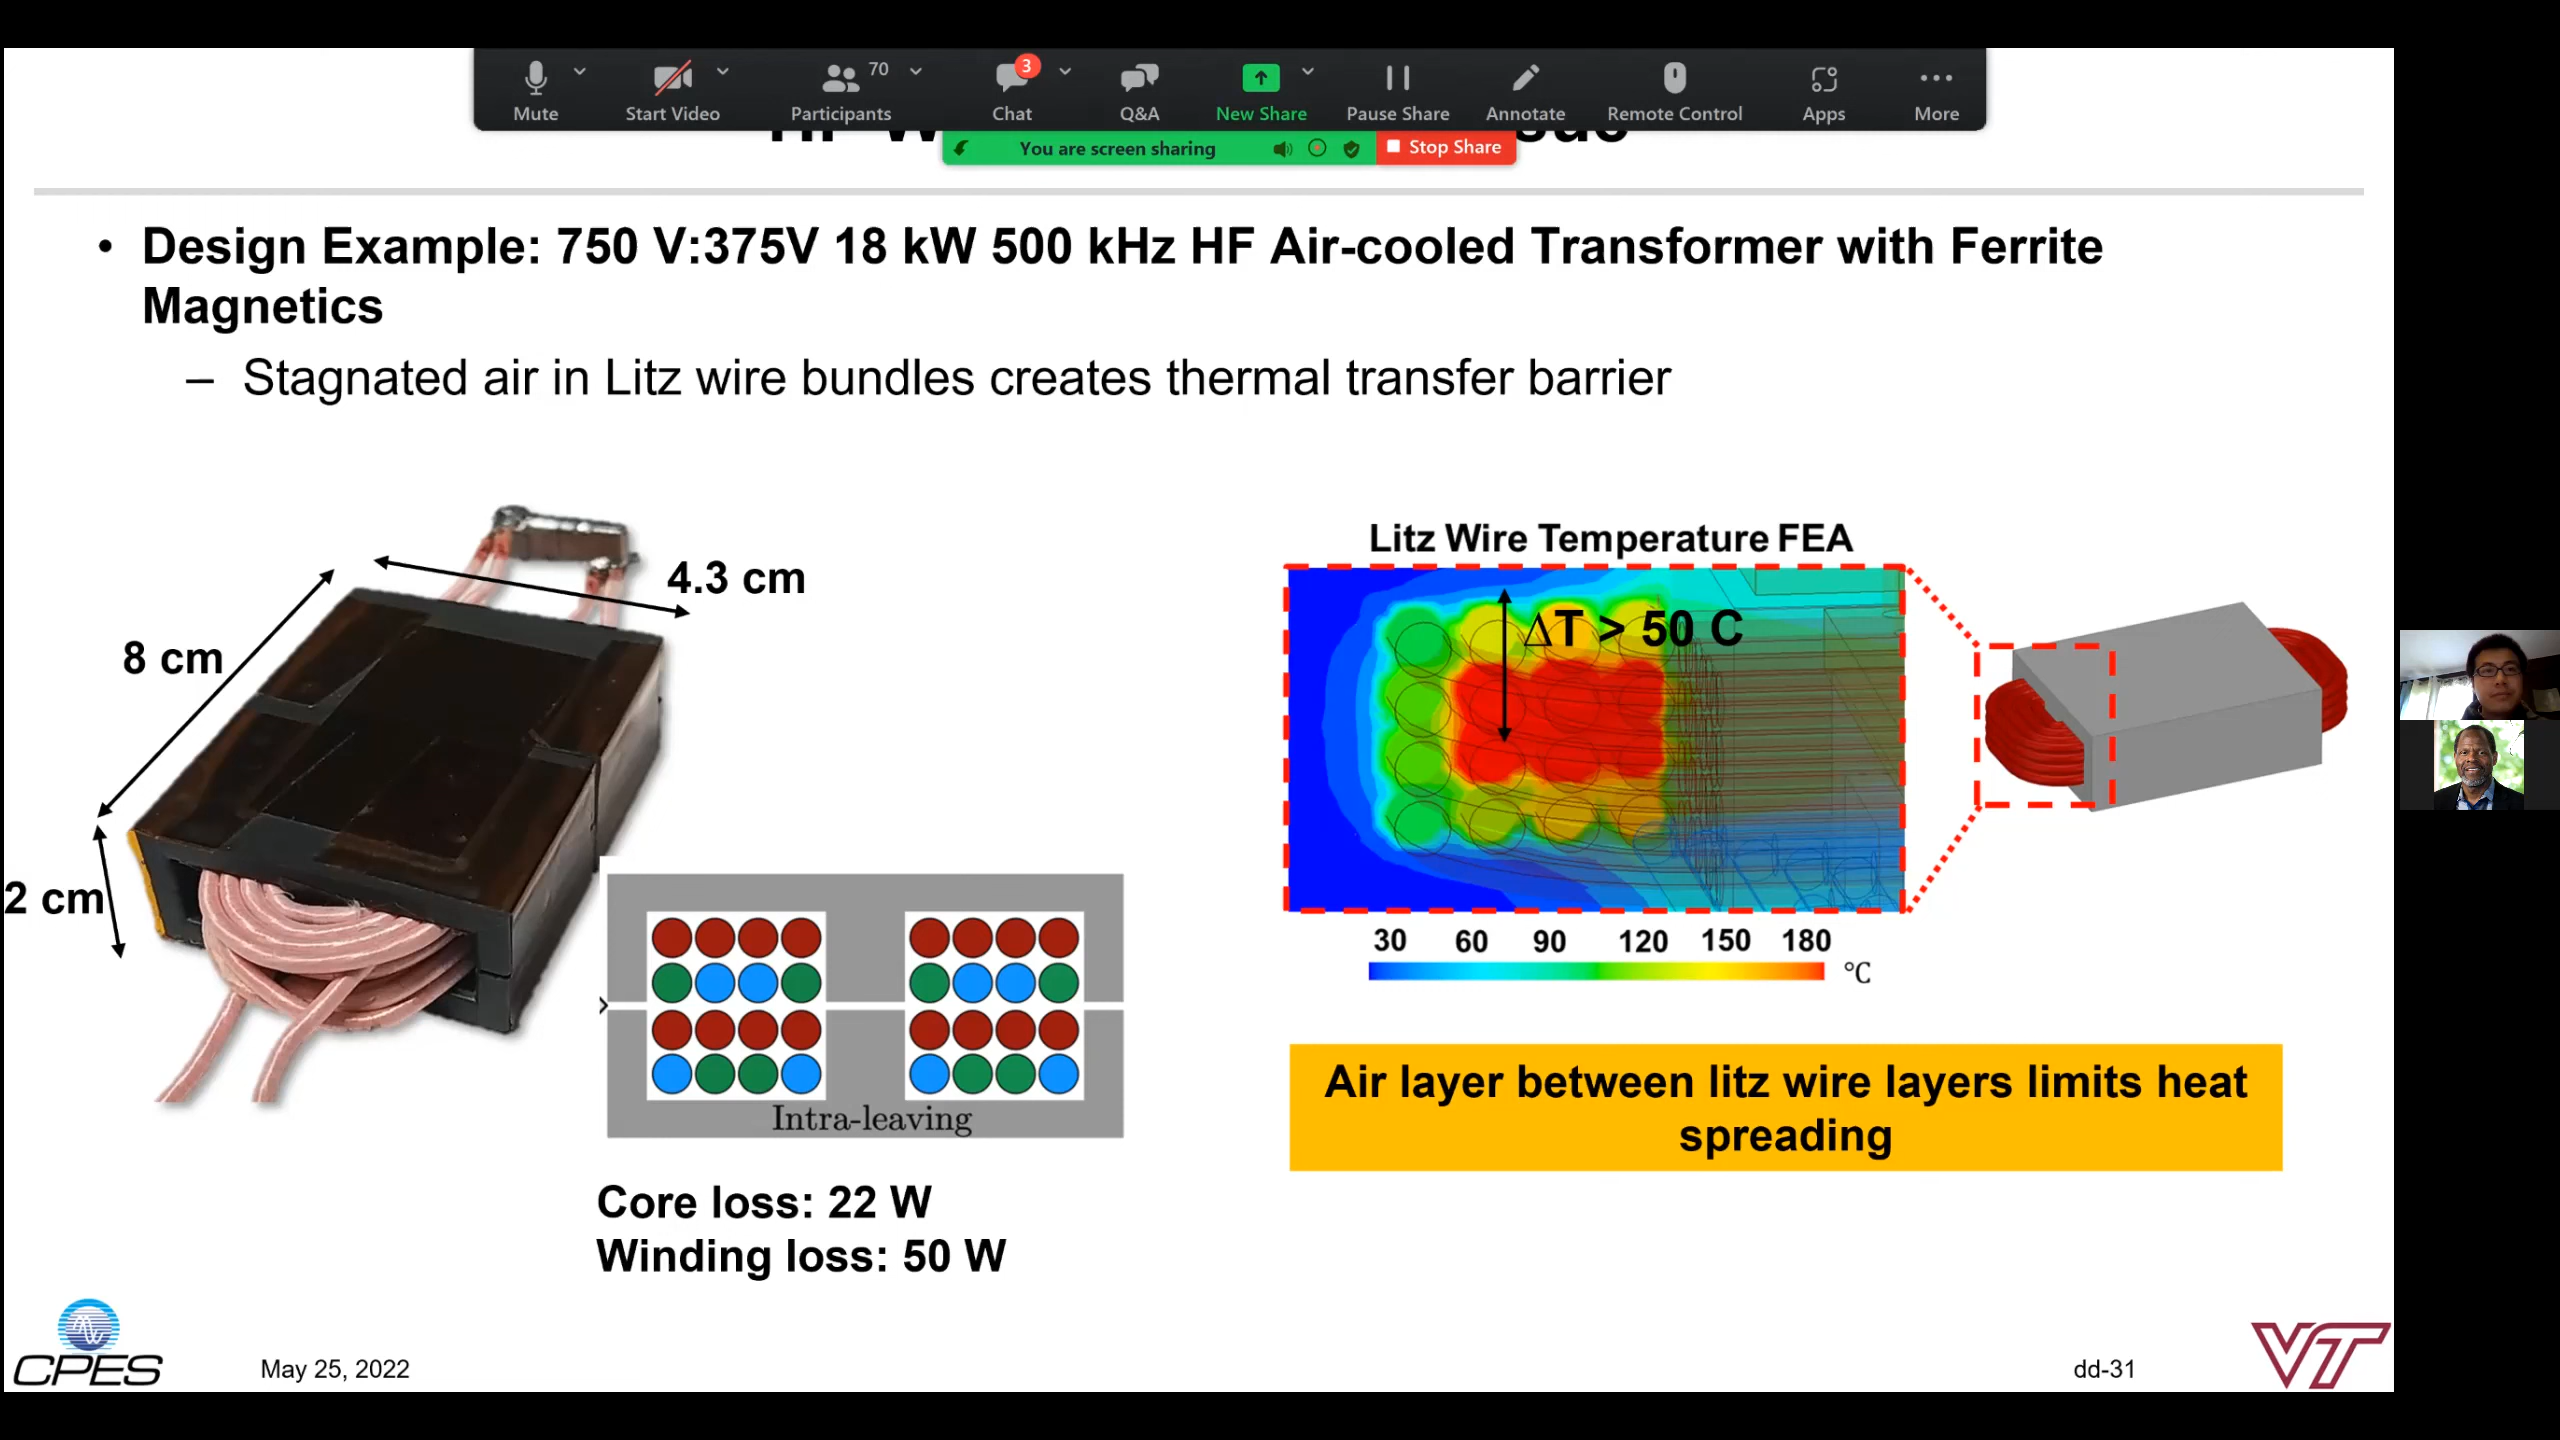 Mute
Start Video
70
Participants
3
Chat
Q&A
New Share
Pause Share
Annotate
Remote Control
Apps
More
You are screen sharing
Stop Share
• Design Example: 750 V:375V 18 kW 500 kHz HF Air-cooled Transformer with Ferrite
Magnetics
– Stagnated air in Litz wire bundles creates thermal transfer barrier
4.3 cm
8 cm
2 cm
Intra-leaving
Core loss: 22 W
Winding loss: 50 W
Litz Wire Temperature FEA
ΔT > 50 C
30 60 90 120 150 180
°C
Air layer between litz wire layers limits heat
spreading
CPES
May 25, 2022
dd-31
VT